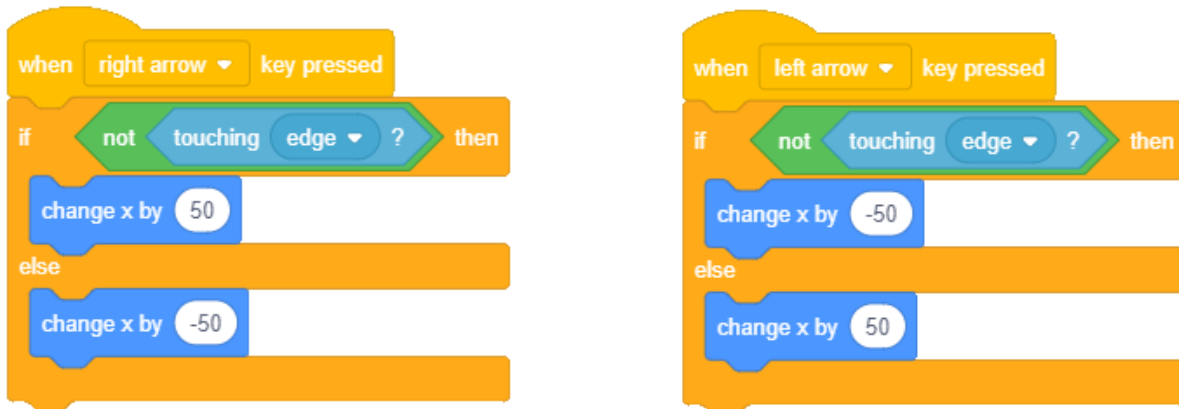 when right arrow key pressed
if not touching edge ? then
change x by 50
else
change x by -50
when left arrow key pressed
if not touching edge ? then
change x by -50
else
change x by 50